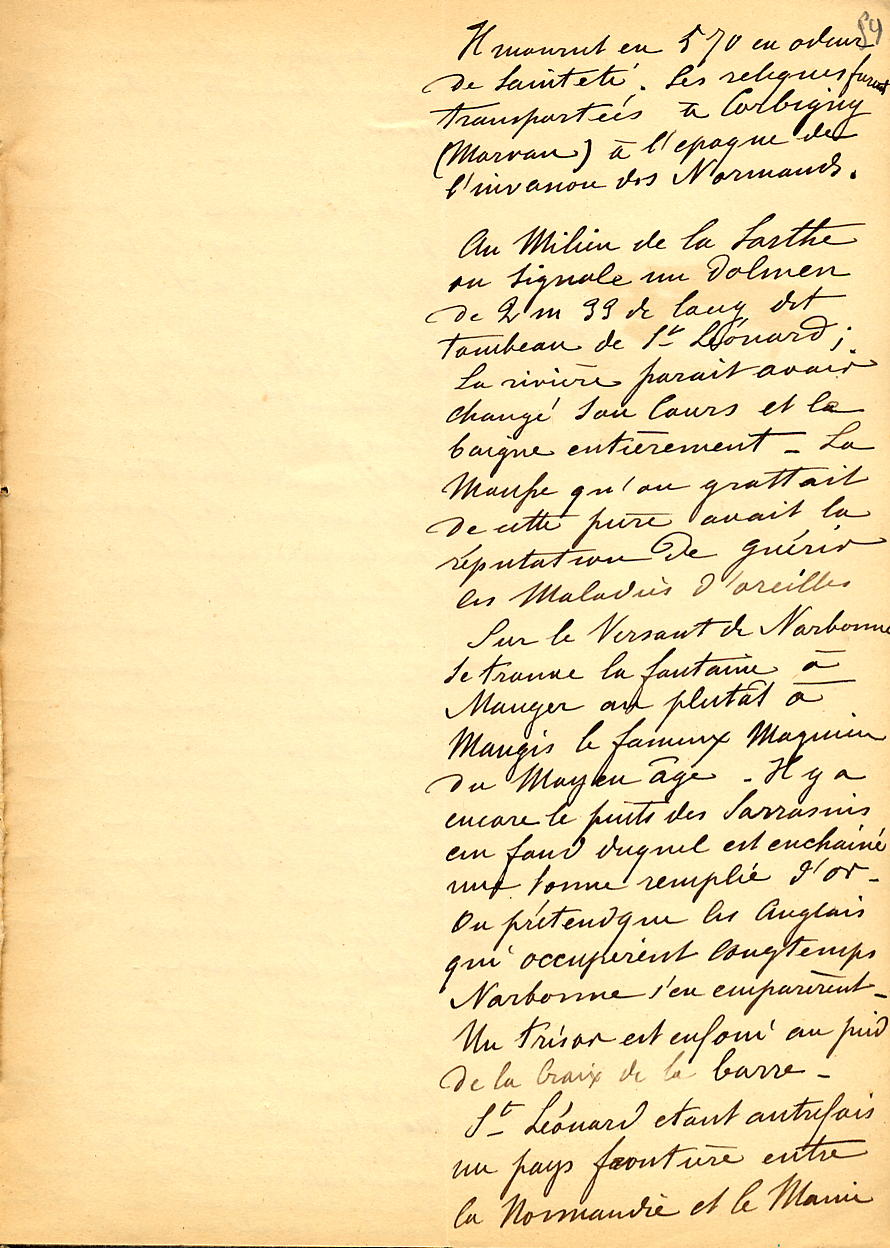 54
Il mourut en 570 en odeur
de Sainteté. Ses reliques furent
transportées à Corbigny
(Morvan) à l'époque de
l'invasion des Normands.
Au Milieu de la Sarthe
on Signale un Dolmen
de 2m 33 de long dit
tombeau de St Léonard ;
La rivière parait avoir
changé son cours et la
baigne entièrement - La
Mousse qu'on grattait
de cette pierre avait la
réputation de guérir
les Maladies d'oreilles
Sur le Versant de Narbonne
se trouve la fontaine à
Manger ou plutôt à
Maugis le fameux Magicien
du Moyen âge - Il y a
encore le puits des Sarrasins
au fond duquel est enchainé
une tonne remplie d'or -
On prétend que les Anglais
qui occupèrent longtemps
Narbonne s'en emparèrent -
Un trésor est enfoui au pied
de la Croix de la barre -
St Léonard étant autrefois
un pays frontière entre
la Normandie et le Maine